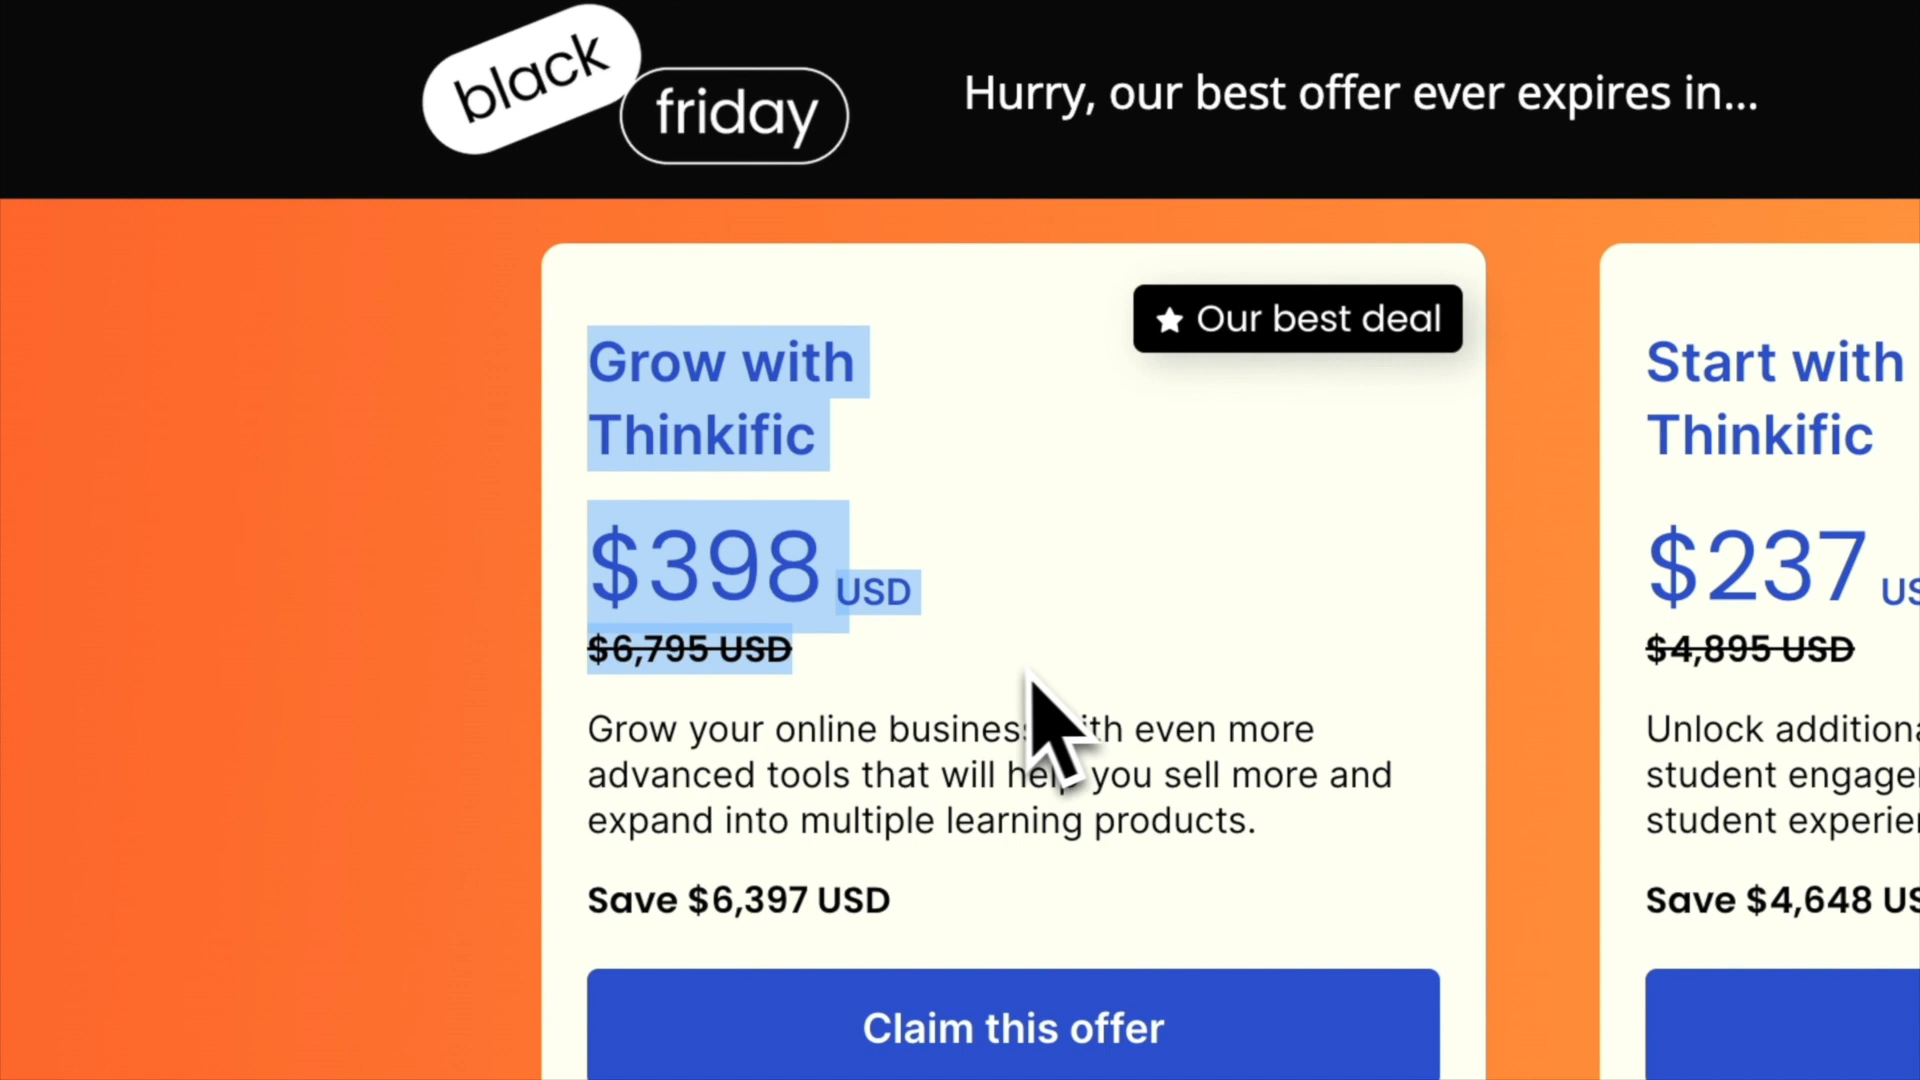 black
friday
Hurry, our best offer ever expires in...
Our best deal
Grow with
Thinkific
$398 USD
$6,795 USD
Grow your online business with even more
advanced tools that will help you sell more and
expand into multiple learning products.
Save $6,397 USD
Claim this offer
Start with
Thinkific
$237
$4,895 USD
Unlock
student
student
Save $4,648